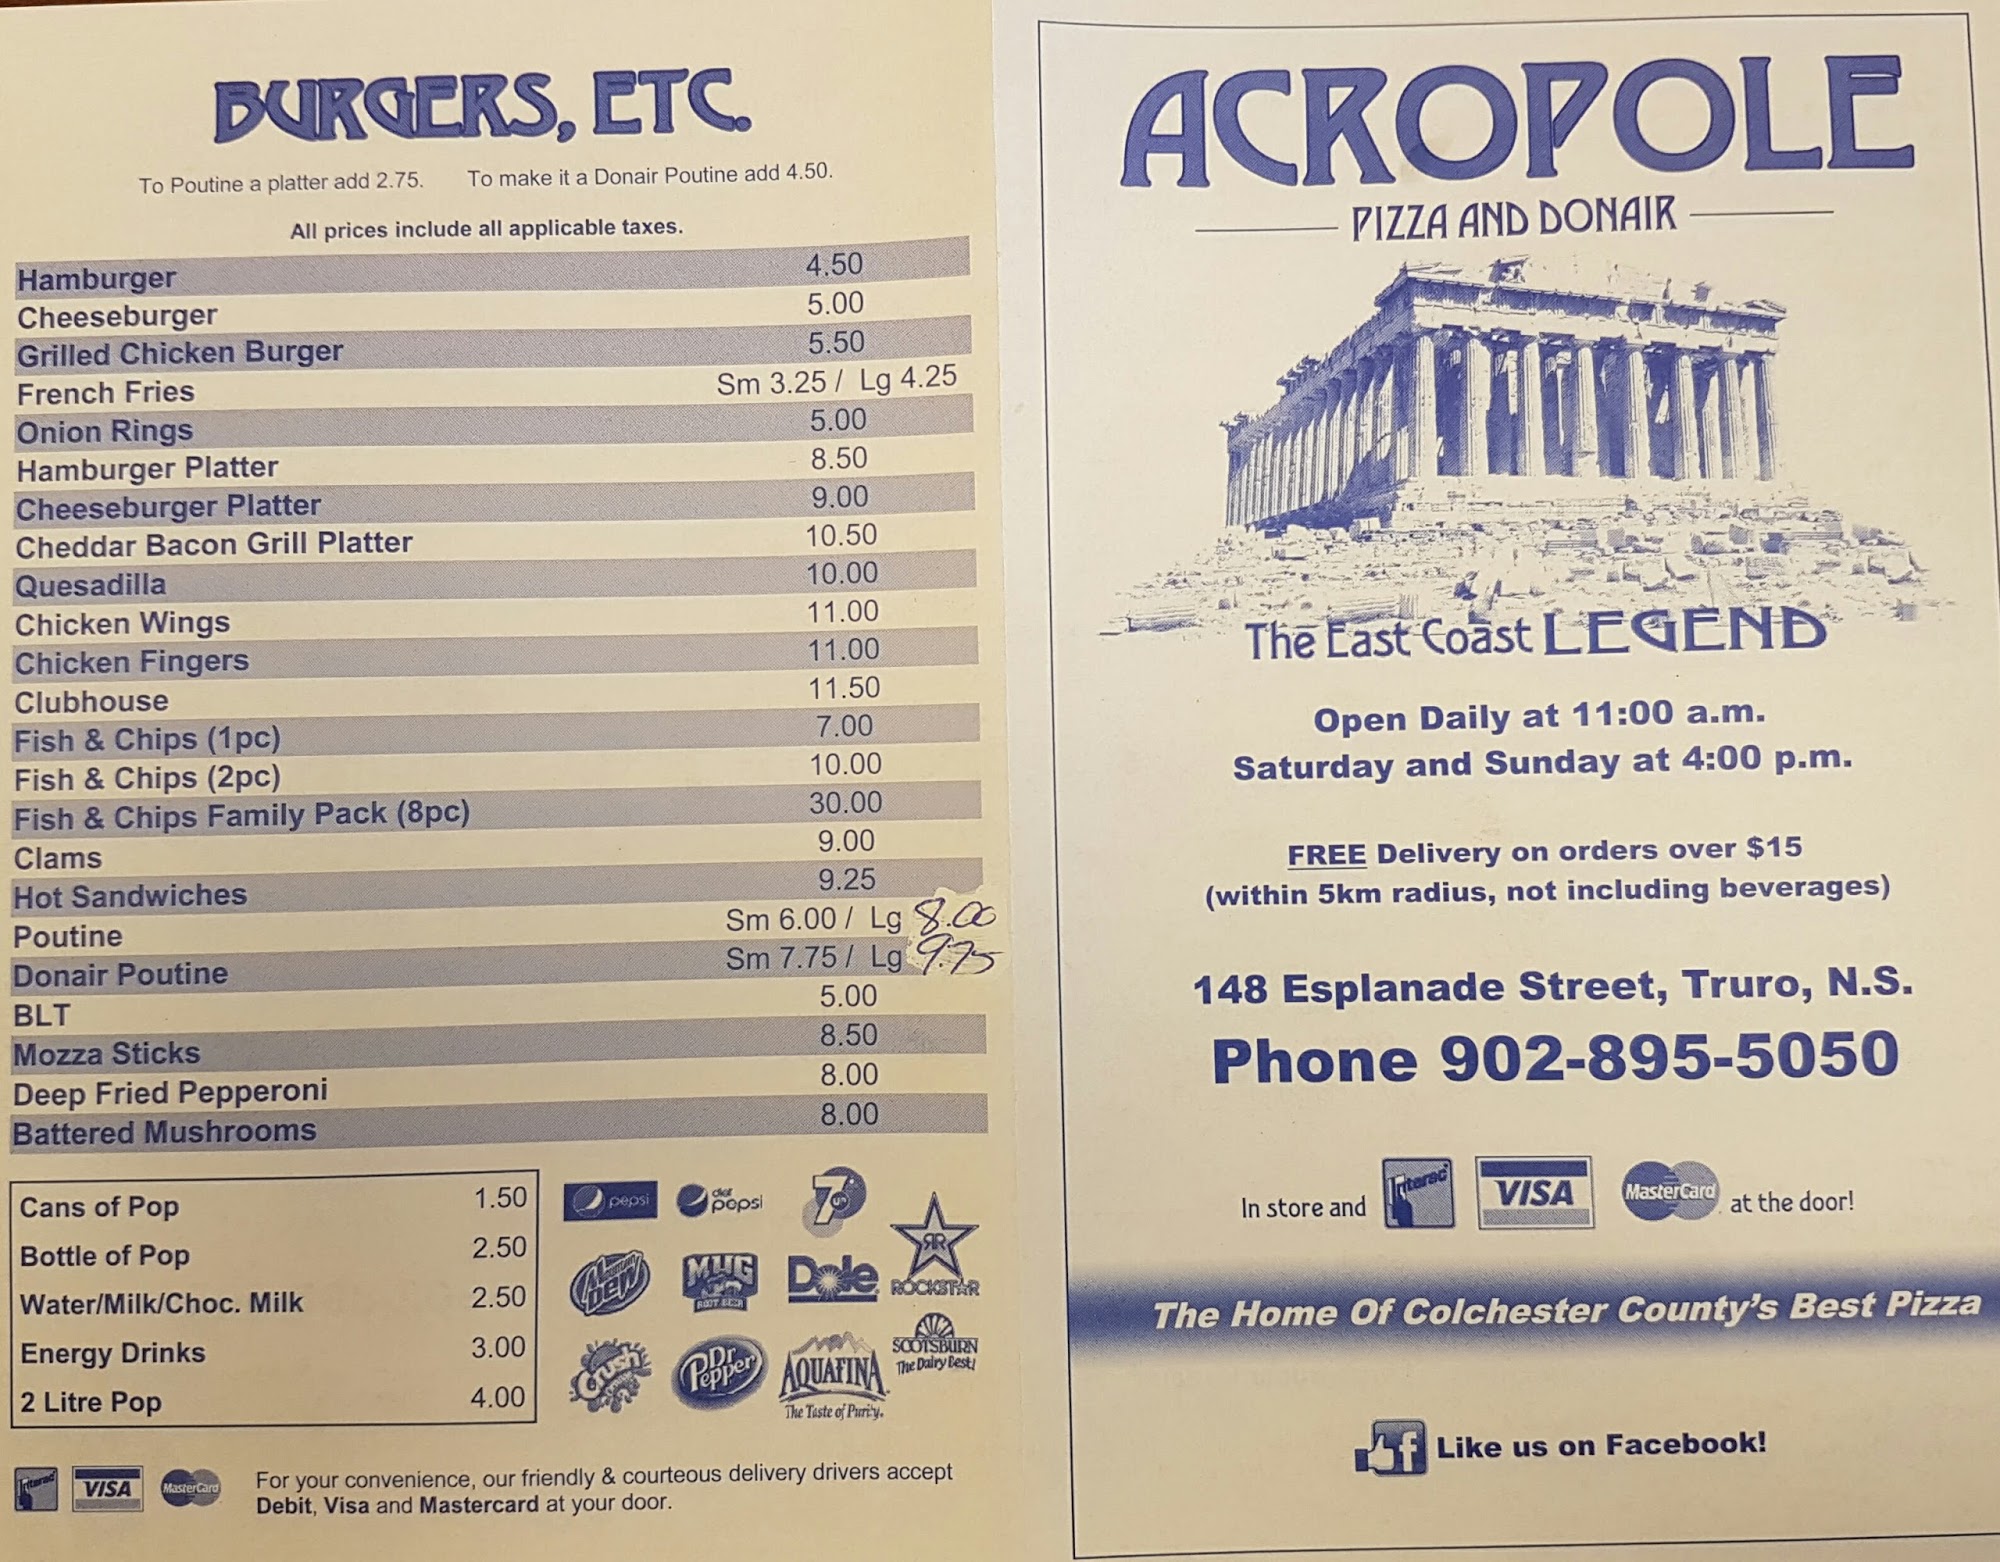 BURGERS, ETC.
To Poutine a platter add 2.75. To make it a Donair Poutine add 4.50.
All prices include all applicable taxes.
Hamburger 4.50
Cheeseburger 5.00
Grilled Chicken Burger 5.50
French Fries Sm 3.25 / Lg 4.25
Onion Rings 5.00
Hamburger Platter 8.50
Cheeseburger Platter 9.00
Cheddar Bacon Grill Platter 10.50
Quesadilla 10.00
Chicken Wings 11.00
Chicken Fingers 11.00
Clubhouse 11.50
Fish & Chips (1pc) 7.00
Fish & Chips (2pc) 10.00
Fish & Chips Family Pack (8pc) 30.00
Clams 9.00
Hot Sandwiches 9.25
Poutine Sm 6.00 / Lg 8.00
Donair Poutine Sm 7.75 / Lg 9.75
BLT 5.00
Mozza Sticks 8.50
Deep Fried Pepperoni 8.00
Battered Mushrooms 8.00
Cans of Pop 1.50
Bottle of Pop 2.50
Water/Milk/Choc. Milk 2.50
Energy Drinks 3.00
2 Litre Pop 4.00
pepsi diet pepsi 7up
Mountain Dew MUG ROOT BEER Dole RR ROCKSTAR
Crush Dr Pepper AQUAFINA The Taste of Purity. SCOTSBURN The Dairy Best!
Interac VISA MasterCard
For your convenience, our friendly & courteous delivery drivers accept
Debit, Visa and Mastercard at your door.
ACROPOLE
PIZZA AND DONAIR
The East Coast LEGEND
Open Daily at 11:00 a.m.
Saturday and Sunday at 4:00 p.m.
FREE Delivery on orders over $15
(within 5km radius, not including beverages)
148 Esplanade Street, Truro, N.S.
Phone 902-895-5050
In store and Interac VISA MasterCard at the door!
The Home Of Colchester County's Best Pizza
f Like us on Facebook!